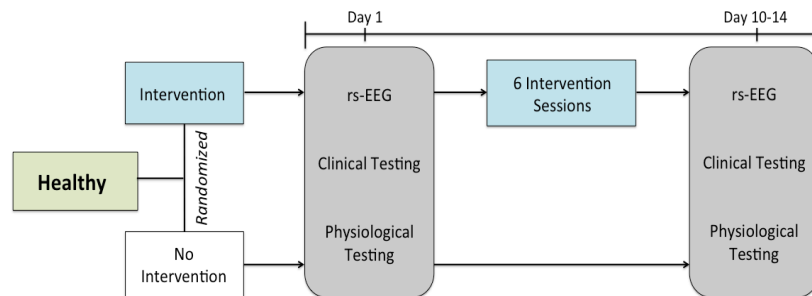 Day 1
Day 10-14
Intervention
Healthy
Randomized
No
Intervention
rs-EEG
Clinical Testing
Physiological
Testing
6 Intervention
Sessions
rs-EEG
Clinical Testing
Physiological
Testing